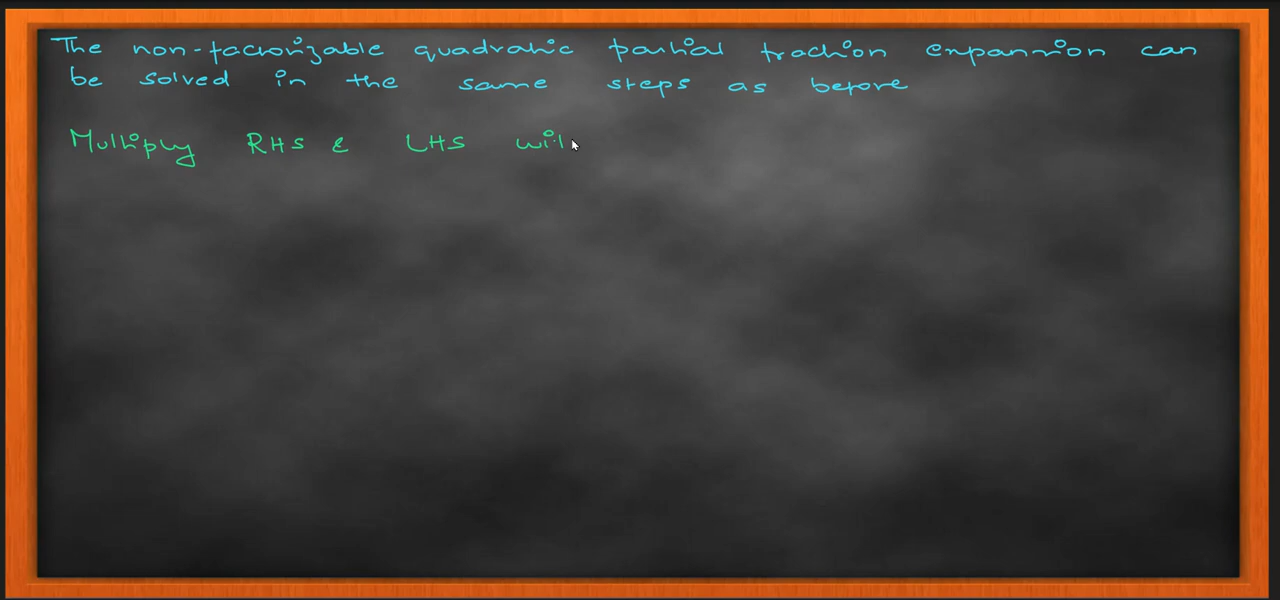 The non-factorizable quadratic partial fraction expansion can
be solved in the same steps as before
Multiply RHS & LHS wit